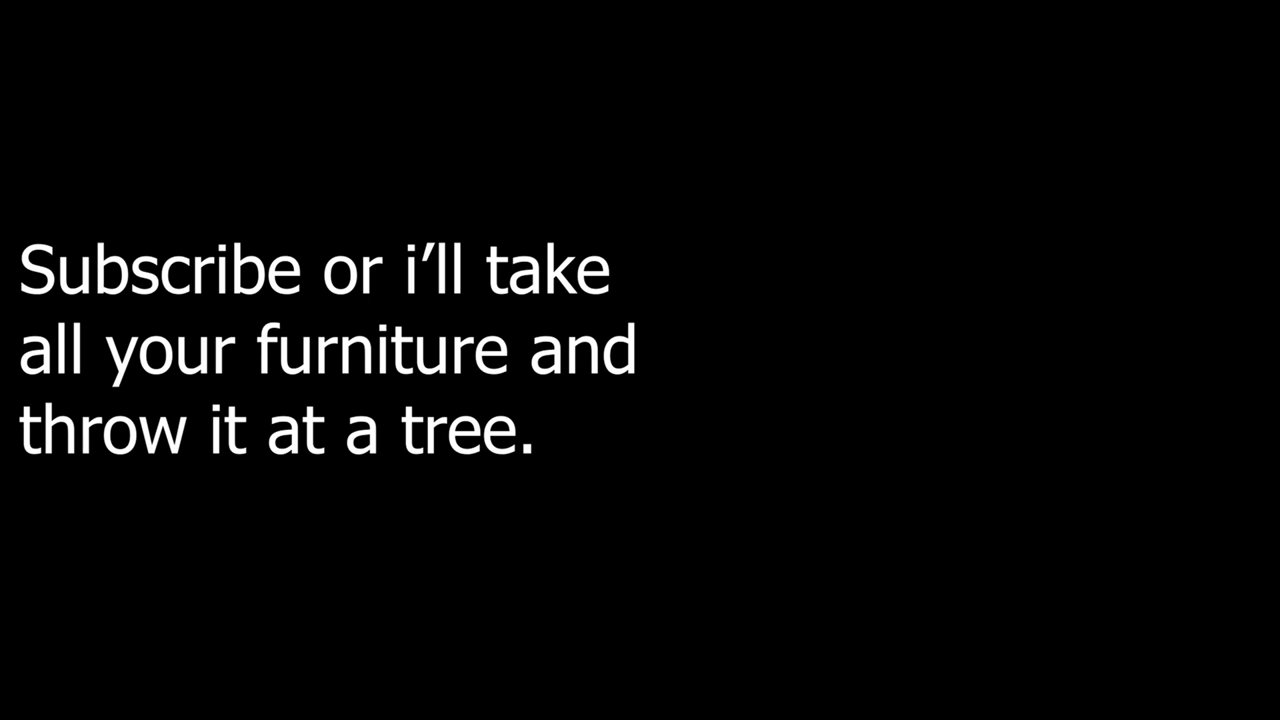 Subscribe or i’ll take
all your furniture and
throw it at a tree.